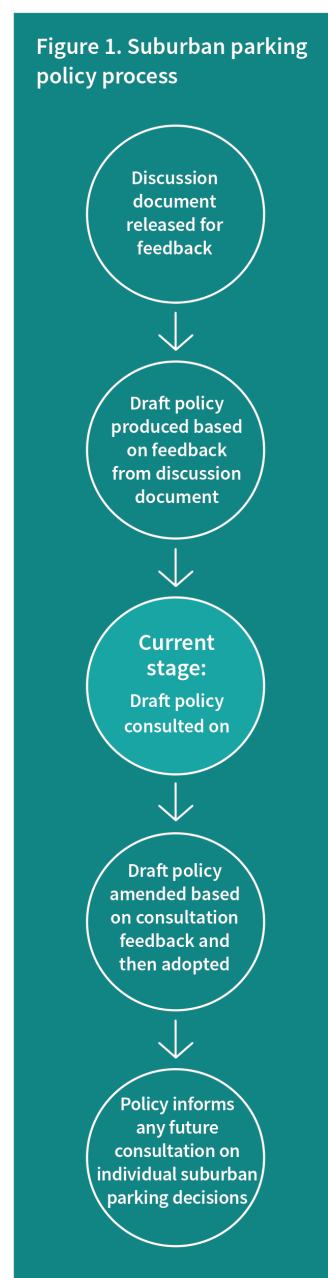 Figure 1. Suburban parking
policy process
Discussion
document
released for
feedback
Draft policy
produced based
on feedback
from discussion
document
Current
stage:
Draft policy
consulted on
Draft policy
amended based
on consultation
feedback and
then adopted
Policy informs
any future
consultation on
individual suburban
parking decisions